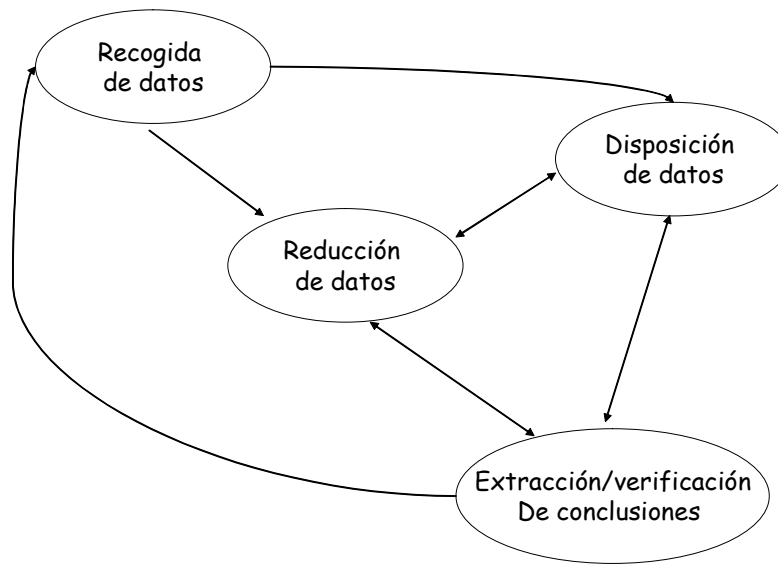 Recogida
de datos
Disposición
de datos
Reducción
de datos
Extracción/verificación
De conclusiones